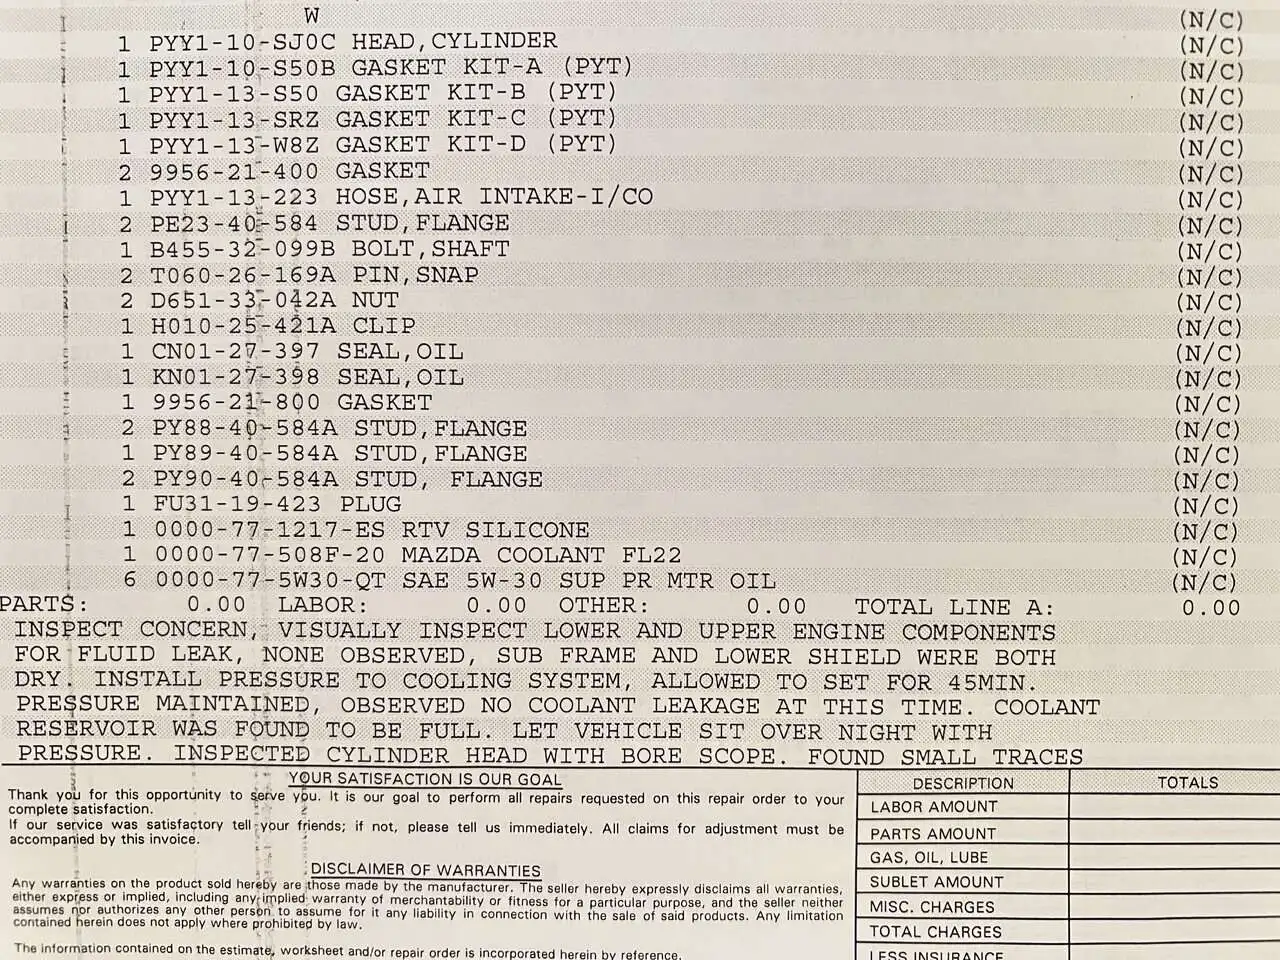 W (N/C)
1 PYY1-10-SJ0C HEAD,CYLINDER (N/C)
1 PYY1-10-S50B GASKET KIT-A (PYT) (N/C)
1 PYY1-13-S50 GASKET KIT-B (PYT) (N/C)
1 PYY1-13-SRZ GASKET KIT-C (PYT) (N/C)
1 PYY1-13-W8Z GASKET KIT-D (PYT) (N/C)
2 9956-21-400 GASKET (N/C)
1 PYY1-13-223 HOSE,AIR INTAKE-I/CO (N/C)
2 PE23-40-584 STUD,FLANGE (N/C)
1 B455-32-099B BOLT,SHAFT (N/C)
2 T060-26-169A PIN,SNAP (N/C)
2 D651-33-042A NUT (N/C)
1 H010-25-421A CLIP (N/C)
1 CN01-27-397 SEAL,OIL (N/C)
1 KN01-27-398 SEAL,OIL (N/C)
1 9956-21-800 GASKET (N/C)
2 PY88-40-584A STUD,FLANGE (N/C)
1 PY89-40-584A STUD,FLANGE (N/C)
2 PY90-40-584A STUD, FLANGE (N/C)
1 FU31-19-423 PLUG (N/C)
1 0000-77-1217-ES RTV SILICONE (N/C)
1 0000-77-508F-20 MAZDA COOLANT FL22 (N/C)
6 0000-77-5W30-QT SAE 5W-30 SUP PR MTR OIL (N/C)
PARTS: 0.00 LABOR: 0.00 OTHER: 0.00 TOTAL LINE A: 0.00
INSPECT CONCERN, VISUALLY INSPECT LOWER AND UPPER ENGINE COMPONENTS
FOR FLUID LEAK, NONE OBSERVED, SUB FRAME AND LOWER SHIELD WERE BOTH
DRY. INSTALL PRESSURE TO COOLING SYSTEM, ALLOWED TO SET FOR 45MIN.
PRESSURE MAINTAINED, OBSERVED NO COOLANT LEAKAGE AT THIS TIME. COOLANT
RESERVOIR WAS FOUND TO BE FULL. LET VEHICLE SIT OVER NIGHT WITH
PRESSURE. INSPECTED CYLINDER HEAD WITH BORE SCOPE. FOUND SMALL TRACES
YOUR SATISFACTION IS OUR GOAL
Thank you for this opportunity to serve you. It is our goal to perform all repairs requested on this repair order to your
complete satisfaction.
If our service was satisfactory tell your friends; if not, please tell us immediately. All claims for adjustment must be
accompanied by this invoice.
DISCLAIMER OF WARRANTIES
Any warranties on the product sold hereby are those made by the manufacturer. The seller hereby expressly disclaims all warranties,
either express or implied, including any implied warranty of merchantability or fitness for a particular purpose, and the seller neither
assumes nor authorizes any other person to assume for it any liability in connection with the sale of said products. Any limitation
contained herein does not apply where prohibited by law.
The information contained on the estimate, worksheet and/or repair order is incorporated herein by reference.
DESCRIPTION TOTALS
LABOR AMOUNT
PARTS AMOUNT
GAS, OIL, LUBE
SUBLET AMOUNT
MISC. CHARGES
TOTAL CHARGES
LESS INSURANCE